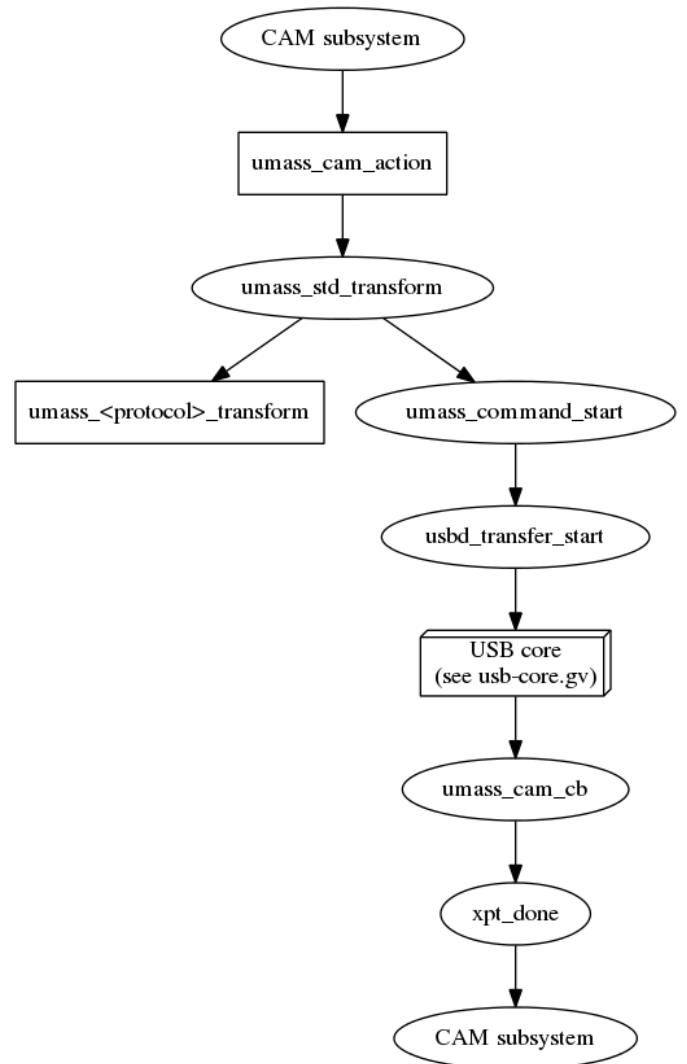 CAM subsystem
umass_cam_action
umass_std_transform
umass_<protocol>_transform
umass_command_start
usbd_transfer_start
USB core
(see usb-core.gv)
umass_cam_cb
xpt_done
CAM subsystem